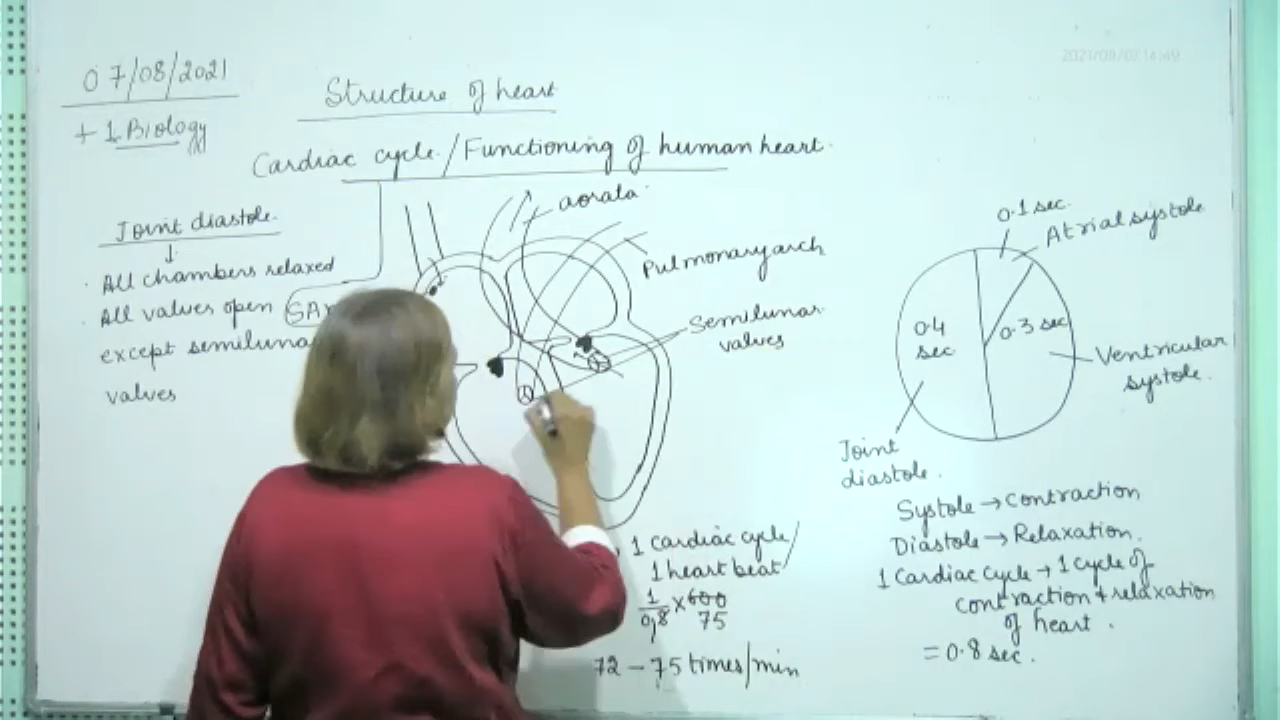 07/08/2021
+1 Biology
Structure of heart
Cardiac cycle/Functioning of human heart.
Joint diastole.
↓
· All chambers relaxed
· All valves open
except semiluna
valves
SA
aorata
Pulmonary arch
Semilunar
valves
0.1 sec.
Atrial systole
0.4
sec
0.3 sec
Ventricular
systole.
Joint
diastole.
Systole → Contraction
Diastole → Relaxation.
1 Cardiac cycle → 1 cycle of
contraction + relaxation
of heart.
= 0.8 sec.
1 cardiac cycle/
1 heart beat
1/0.8 × 600
75
72 – 75 times/min